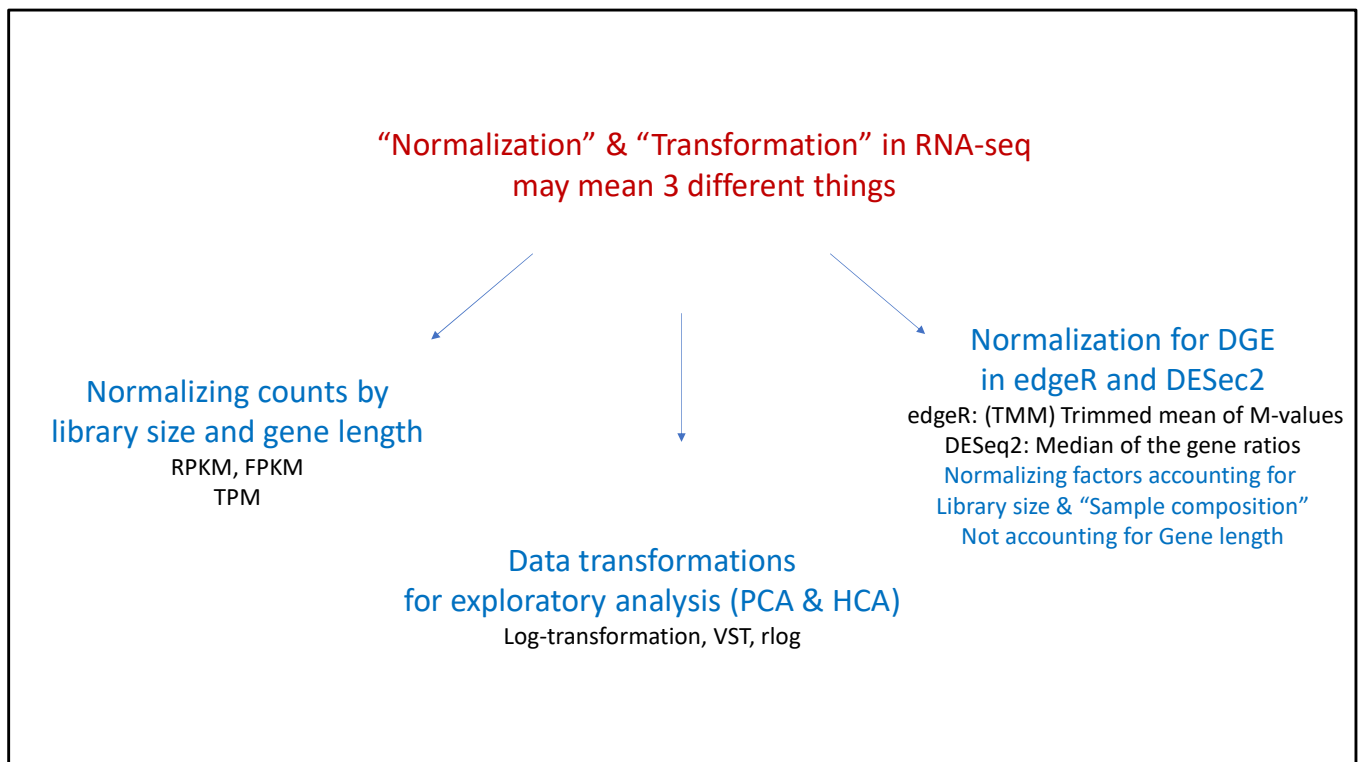 “Normalization” & “Transformation” in RNA-seq
may mean 3 different things
Normalizing counts by
library size and gene length
RPKM, FPKM
TPM
Data transformations
for exploratory analysis (PCA & HCA)
Log-transformation, VST, rlog
Normalization for DGE
in edgeR and DESec2
edgeR: (TMM) Trimmed mean of M-values
DESeq2: Median of the gene ratios
Normalizing factors accounting for
Library size & “Sample composition”
Not accounting for Gene length